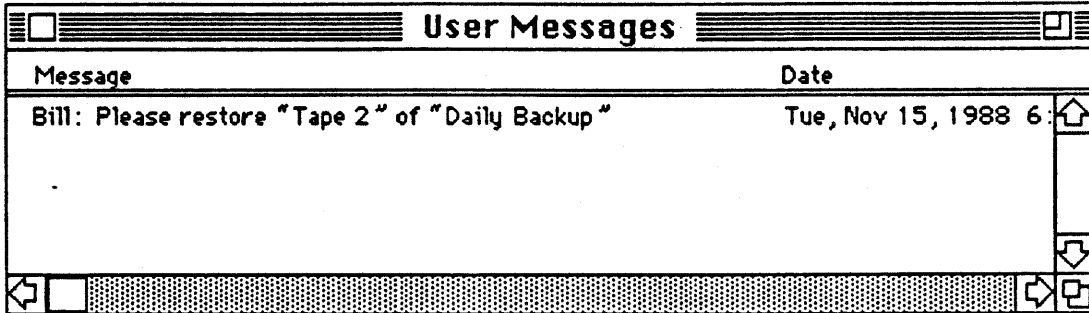 User Messages
Message Date
Bill: Please restore "Tape 2" of "Daily Backup" Tue, Nov 15, 1988 6: